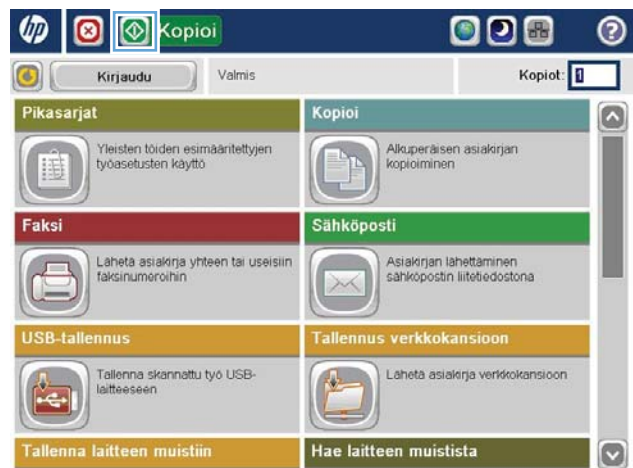 hp
Kopioi
?
Kirjaudu
Valmis
Kopiot: 1
Pikasarjat
Kopioi
Yleisten töiden esimääritettyjen
työasetusten käyttö
Alkuperäisen asiakirjan
kopioiminen
Faksi
Sähköposti
Lähetä asiakirja yhteen tai useisiin
faksinumeroihin
Asiakirjan lähettäminen
sähköpostin liitetiedostona
USB-tallennus
Tallennus verkkokansioon
Tallenna skannattu työ USB-
laitteeseen
Lähetä asiakirja verkkokansioon
Tallenna laitteen muistiin
Hae laitteen muistista